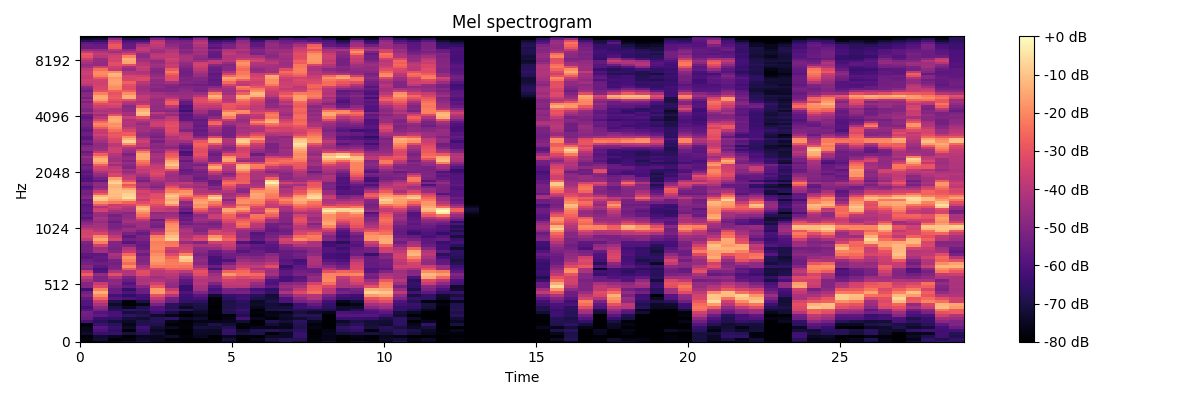 Mel spectrogram
+0 dB
8192
-10 dB
-20 dB
4096
-30 dB
Hz
2048
-40 dB
-50 dB
1024
-60 dB
512
-70 dB
0
-80 dB
0 5 10 15 20 25
Time